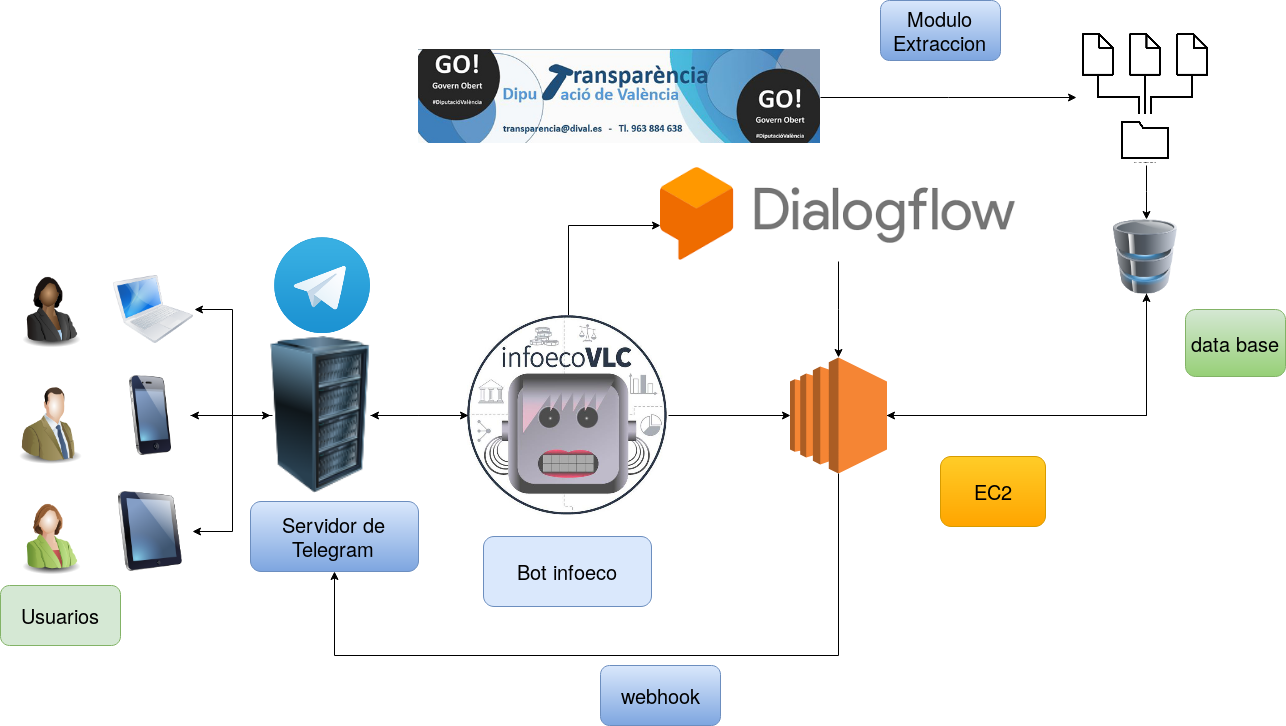 Modulo
Extraccion
GO!
Govern Obert
#DiputacióValència
Transparència
Diputació de València
transparencia@dival.es - Tl. 963 884 638
GO!
Govern Obert
#DiputacióValència
Dialogflow
infoecoVLC
data base
EC2
Servidor de
Telegram
Bot infoeco
Usuarios
webhook